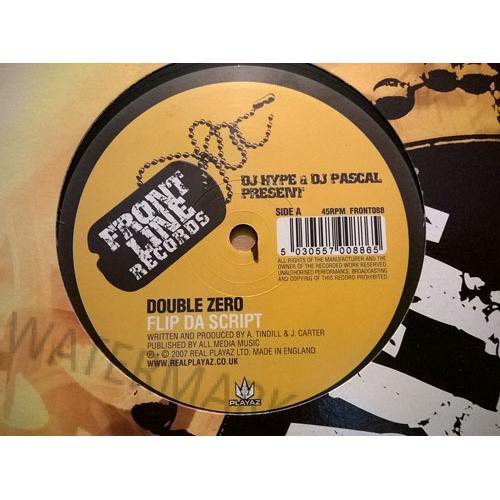 FRONT
LINE
RECORDS
DJ HYPE & DJ PASCAL
PRESENT
SIDE A 45RPM FRONT088
5 030557 008865
ALL RIGHTS OF THE MANUFACTURER AND THE
OWNER OF THE RECORDED WORK RESERVED.
UNAUTHORISED PERFORMANCE, BROADCASTING
AND COPYING OF THIS RECORD PROHIBITED.
DOUBLE ZERO
FLIP DA SCRIPT
WRITTEN AND PRODUCED BY A. TINDILL & J. CARTER
PUBLISHED BY ALL MEDIA MUSIC
℗ + © 2007 REAL PLAYAZ LTD. MADE IN ENGLAND
WWW.REALPLAYAZ.CO.UK
PLAYAZ
WATERMARK